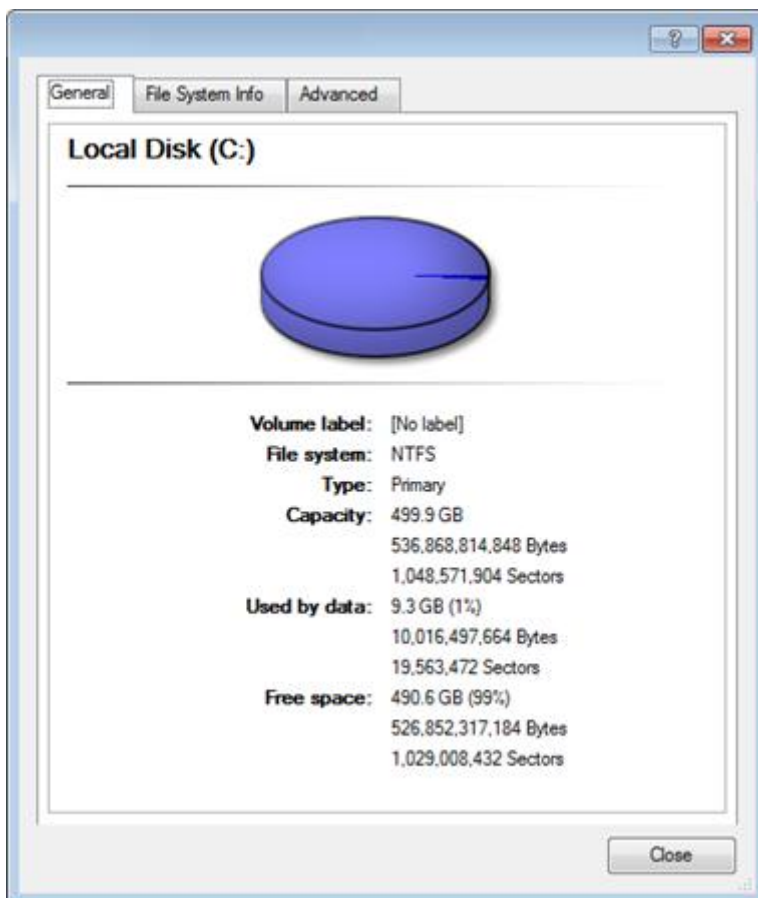 General File System Info Advanced
Local Disk (C:)
Volume label: [No label]
File system: NTFS
Type: Primary
Capacity: 499.9 GB
536,868,814,848 Bytes
1,048,571,904 Sectors
Used by data: 9.3 GB (1%)
10,016,497,664 Bytes
19,563,472 Sectors
Free space: 490.6 GB (99%)
526,852,317,184 Bytes
1,029,008,432 Sectors
Close